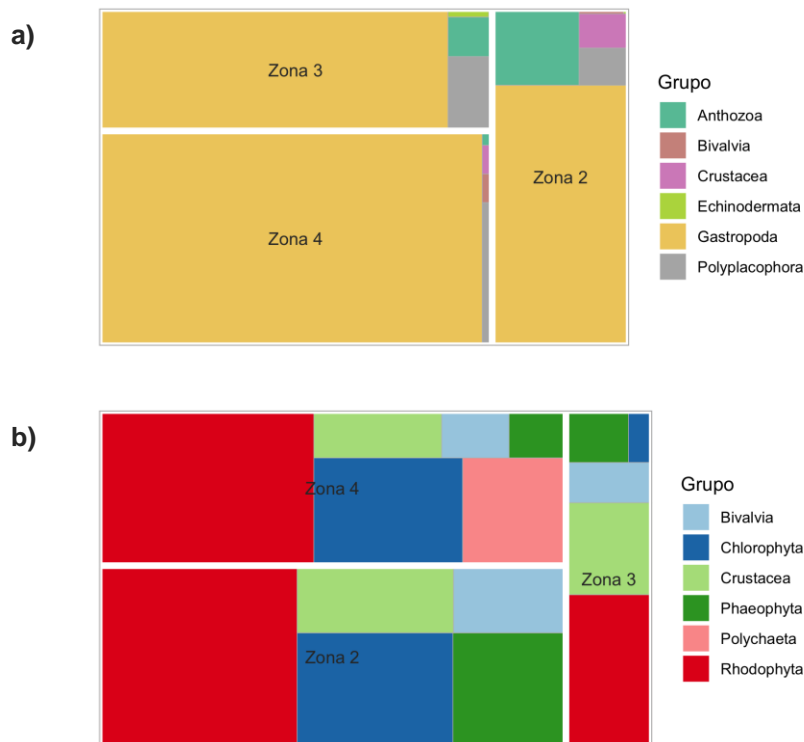 a)
Zona 3
Zona 2
Zona 4
Grupo
Anthozoa
Bivalvia
Crustacea
Echinodermata
Gastropoda
Polyplacophora
b)
Zona 4
Zona 3
Zona 2
Grupo
Bivalvia
Chlorophyta
Crustacea
Phaeophyta
Polychaeta
Rhodophyta